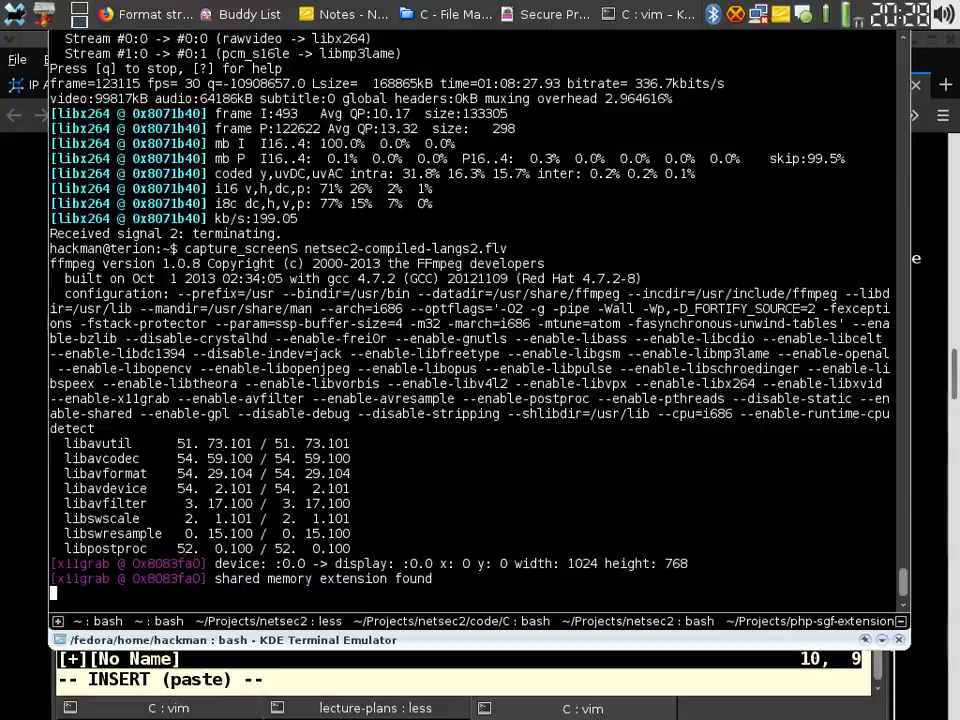 Format str... Buddy List Notes - N... C - File Ma... Secure Pr... C : vim – K... 20:28
File
IP A
Stream #0:0 -> #0:0 (rawvideo -> libx264)
Stream #1:0 -> #0:1 (pcm_s16le -> libmp3lame)
Press [q] to stop, [?] for help
frame=123115 fps= 30 q=-10908657.0 Lsize=  168865kB time=01:08:27.93 bitrate= 336.7kbits/s
video:99817kB audio:64186kB subtitle:0 global headers:0kB muxing overhead 2.964616%
[libx264 @ 0x8071b40] frame I:493   Avg QP:10.17  size:133305
[libx264 @ 0x8071b40] frame P:122622 Avg QP:13.32  size:   298
[libx264 @ 0x8071b40] mb I  I16..4: 100.0%  0.0%  0.0%
[libx264 @ 0x8071b40] mb P  I16..4:  0.1%  0.0%  0.0%  P16..4:  0.3%  0.0%  0.0%  0.0%  0.0%    skip:99.5%
[libx264 @ 0x8071b40] coded y,uvDC,uvAC intra: 31.8% 16.3% 15.7% inter: 0.2% 0.2% 0.1%
[libx264 @ 0x8071b40] i16 v,h,dc,p: 71% 26%  2%  1%
[libx264 @ 0x8071b40] i8c dc,h,v,p: 77% 15%  7%  0%
[libx264 @ 0x8071b40] kb/s:199.05
Received signal 2: terminating.
hackman@terion:~$ capture_screenS netsec2-compiled-langs2.flv
e
ffmpeg version 1.0.8 Copyright (c) 2000-2013 the FFmpeg developers
built on Oct  1 2013 02:34:05 with gcc 4.7.2 (GCC) 20121109 (Red Hat 4.7.2-8)
configuration: --prefix=/usr --bindir=/usr/bin --datadir=/usr/share/ffmpeg --incdir=/usr/include/ffmpeg --libd
ir=/usr/lib --mandir=/usr/share/man --arch=i686 --optflags='-O2 -g -pipe -Wall -Wp,-D_FORTIFY_SOURCE=2 -fexcepti
ons -fstack-protector --param=ssp-buffer-size=4 -m32 -march=i686 -mtune=atom -fasynchronous-unwind-tables' --ena
ble-bzlib --disable-crystalhd --enable-frei0r --enable-gnutls --enable-libass --enable-libcdio --enable-libcelt
--enable-libdc1394 --disable-indev=jack --enable-libfreetype --enable-libgsm --enable-libmp3lame --enable-openal
--enable-libopencv --enable-libopenjpeg --enable-libopus --enable-libpulse --enable-libschroedinger --enable-li
bspeex --enable-libtheora --enable-libvorbis --enable-libv4l2 --enable-libvpx --enable-libx264 --enable-libxvid
--enable-x11grab --enable-avfilter --enable-avresample --enable-postproc --enable-pthreads --disable-static --en
able-shared --enable-gpl --disable-debug --disable-stripping --shlibdir=/usr/lib --cpu=i686 --enable-runtime-cpu
detect
libavutil      51. 73.101 / 51. 73.101
libavcodec     54. 59.100 / 54. 59.100
libavformat    54. 29.104 / 54. 29.104
libavdevice    54.  2.101 / 54.  2.101
libavfilter     3. 17.100 /  3. 17.100
libswscale      2.  1.101 /  2.  1.101
libswresample   0. 15.100 /  0. 15.100
libpostproc    52.  0.100 / 52.  0.100
[x11grab @ 0x8083fa0] device: :0.0 -> display: :0.0 x: 0 y: 0 width: 1024 height: 768
[x11grab @ 0x8083fa0] shared memory extension found
~ : bash ~ : bash ~/Projects/netsec2 : less ~/Projects/netsec2/code/C : bash ~/Projects/netsec2 : bash ~/Projects/php-sgf-extension
/fedora/home/hackman : bash - KDE Terminal Emulator
[+][No Name] 10,  9
-- INSERT (paste) --
C : vim lecture-plans : less C : vim